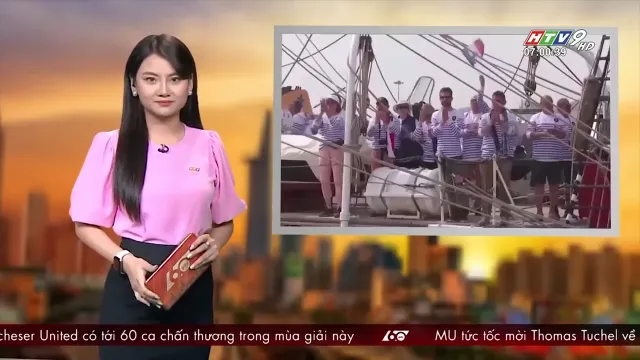 HTV9 HD
07:00:39
cheser United có tới 60 ca chấn thương trong mùa giải này
60
MU tức tốc mời Thomas Tuchel về